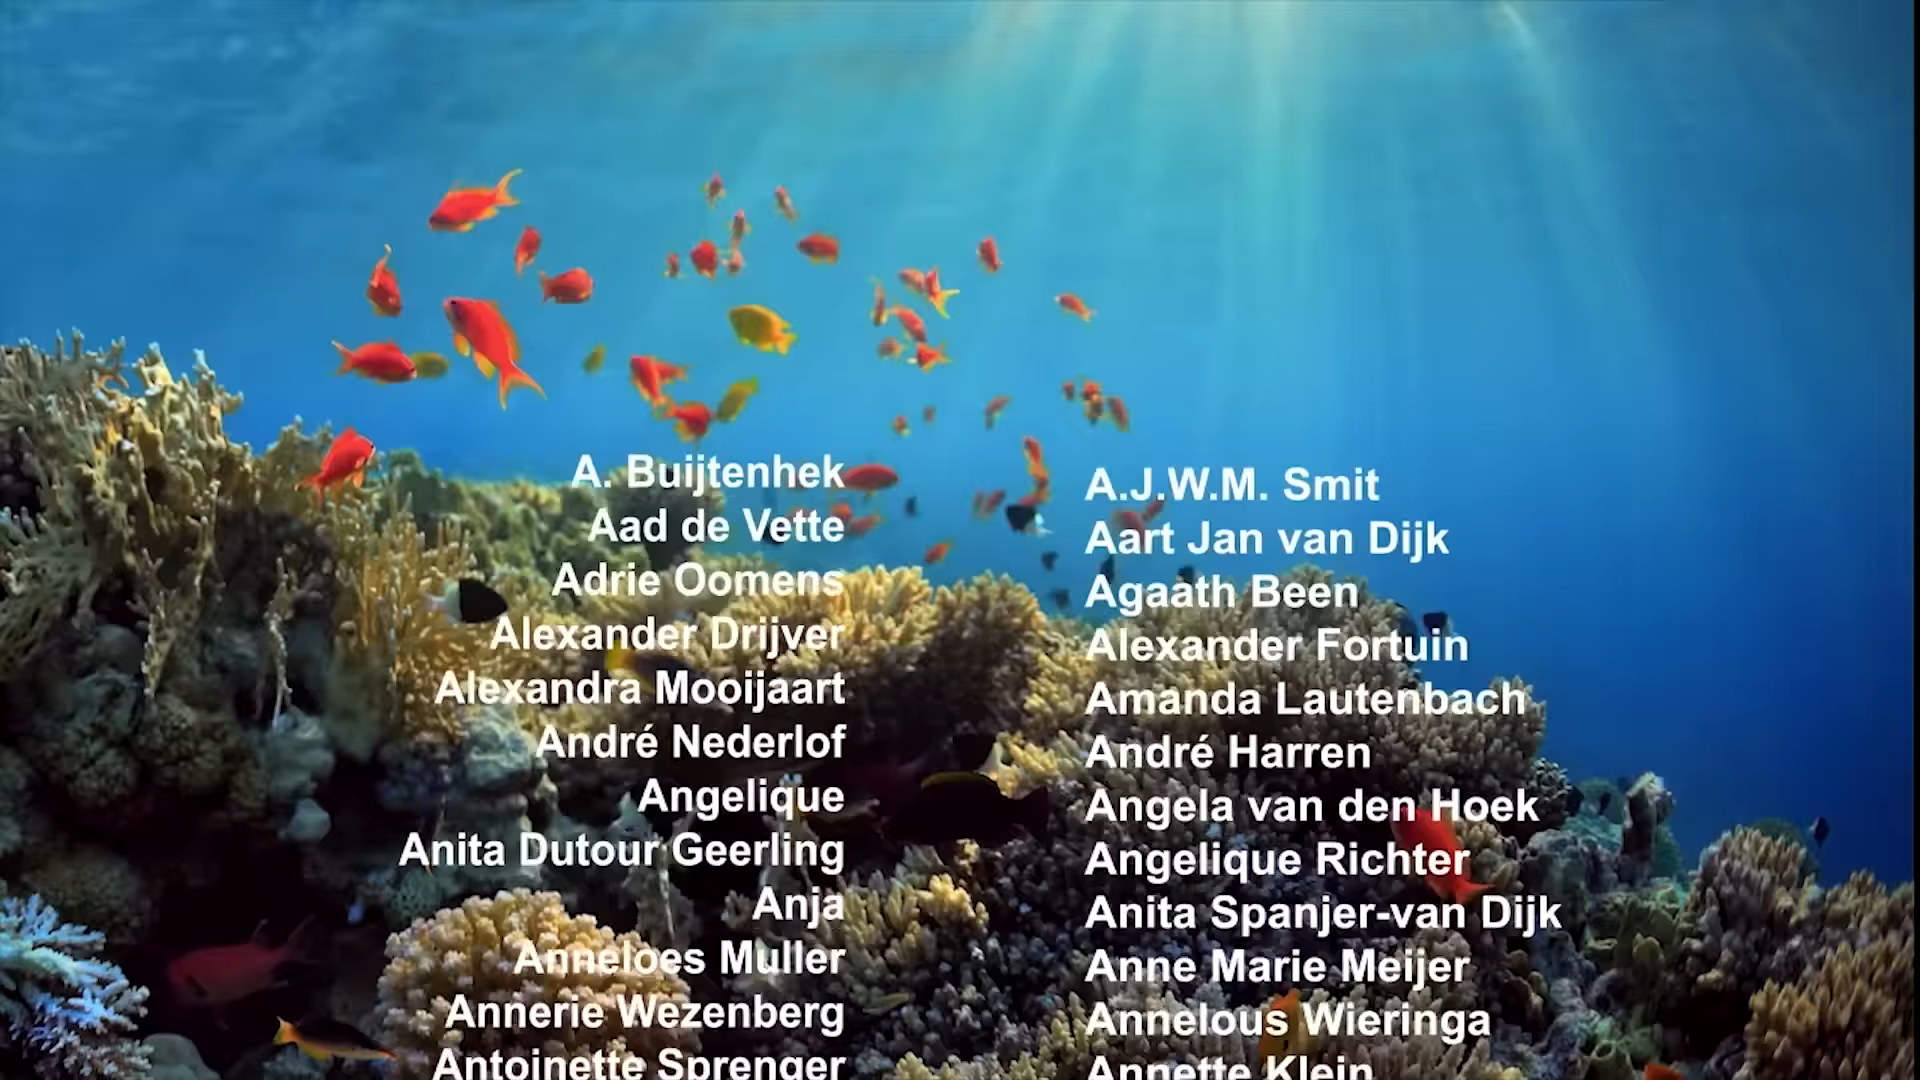 A. Buijtenhek
Aad de Vette
Adrie Oomens
Alexander Drijver
Alexandra Mooijaart
André Nederlof
Angelique
Anita Dutour Geerling
Anja
Anneloes Muller
Annerie Wezenberg
Antoinette Sprenger
A.J.W.M. Smit
Aart Jan van Dijk
Agaath Been
Alexander Fortuin
Amanda Lautenbach
André Harren
Angela van den Hoek
Angelique Richter
Anita Spanjer-van Dijk
Anne Marie Meijer
Annelous Wieringa
Annette Klein